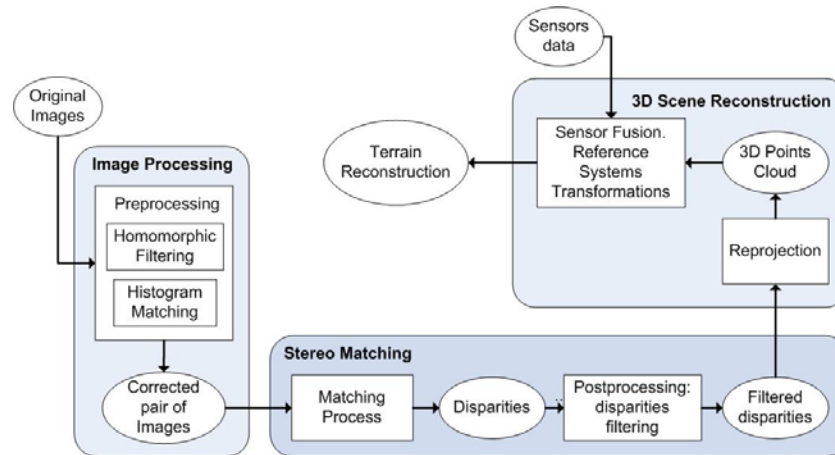 Sensors
data
Original
Images
3D Scene Reconstruction
Image Processing
Terrain
Reconstruction
Sensor Fusion.
Reference
Systems
Transformations
3D Points
Cloud
Preprocessing
Homomorphic
Filtering
Reprojection
Histogram
Matching
Stereo Matching
Corrected
pair of
Images
Matching
Process
Disparities
Postprocessing:
disparities
filtering
Filtered
disparities